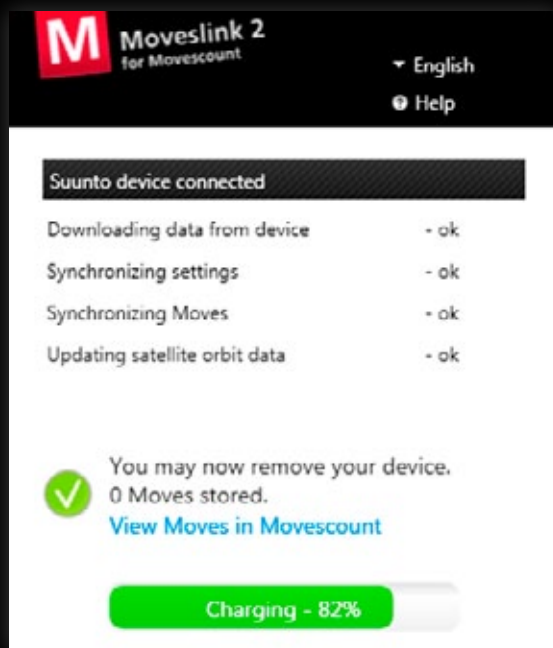 M
Moveslink 2
for Movescount
English
Help
Suunto device connected
Downloading data from device - ok
Synchronizing settings - ok
Synchronizing Moves - ok
Updating satellite orbit data - ok
You may now remove your device.
0 Moves stored.
View Moves in Movescount
Charging - 82%